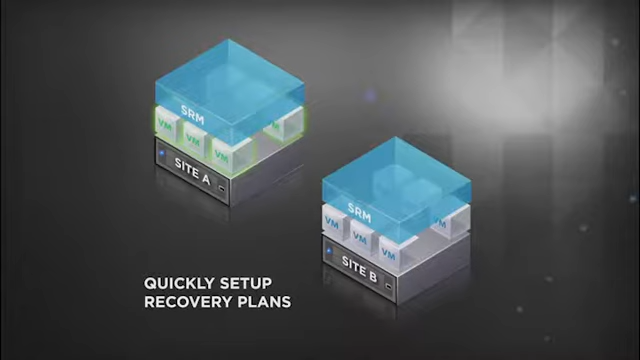 SRM
VM
VM
VM
VM
SITE A
SRM
VM
VM
VM
VM
SITE B
QUICKLY SETUP
RECOVERY PLANS